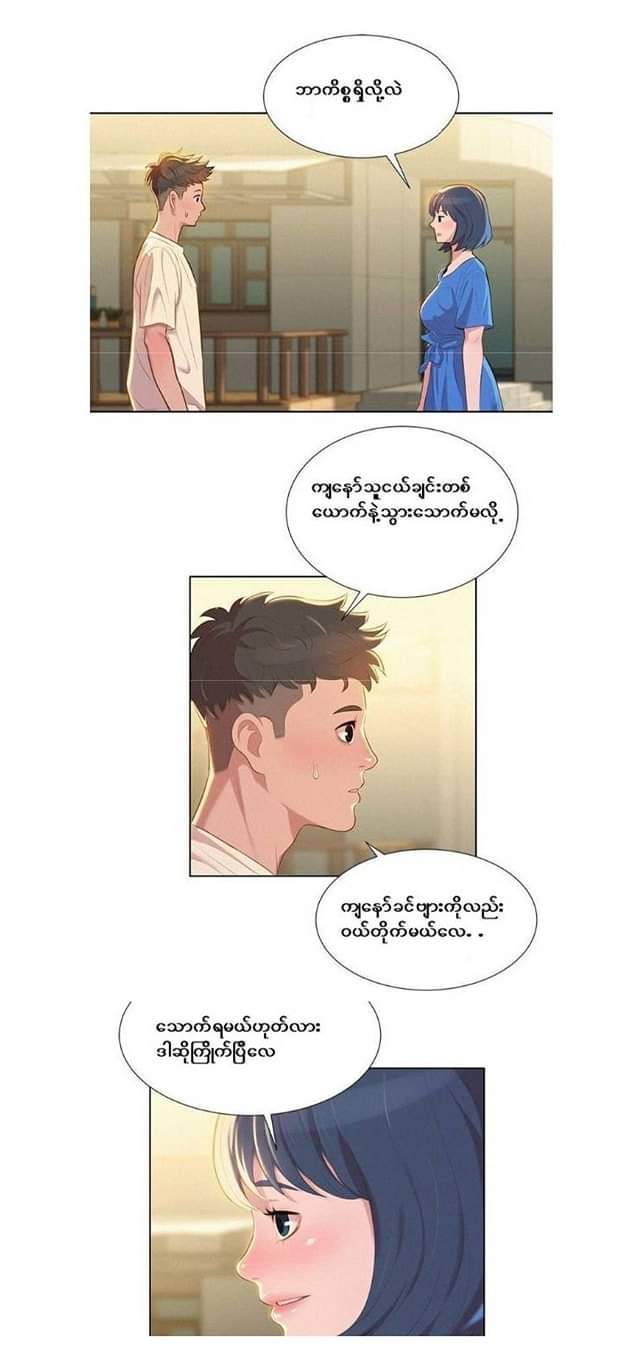 ဘာကိစ္စရှိလို့လဲ
ကျနော်သူငယ်ချင်းတစ်
ယောက်နဲ့သွားသောက်မလို့
ကျနော်ခင်ဗျားကိုလည်း
ဝယ်တိုက်မယ်လေ. .
သောက်ရမယ်ဟုတ်လား
ဒါဆိုကြိုက်ပြီလေ